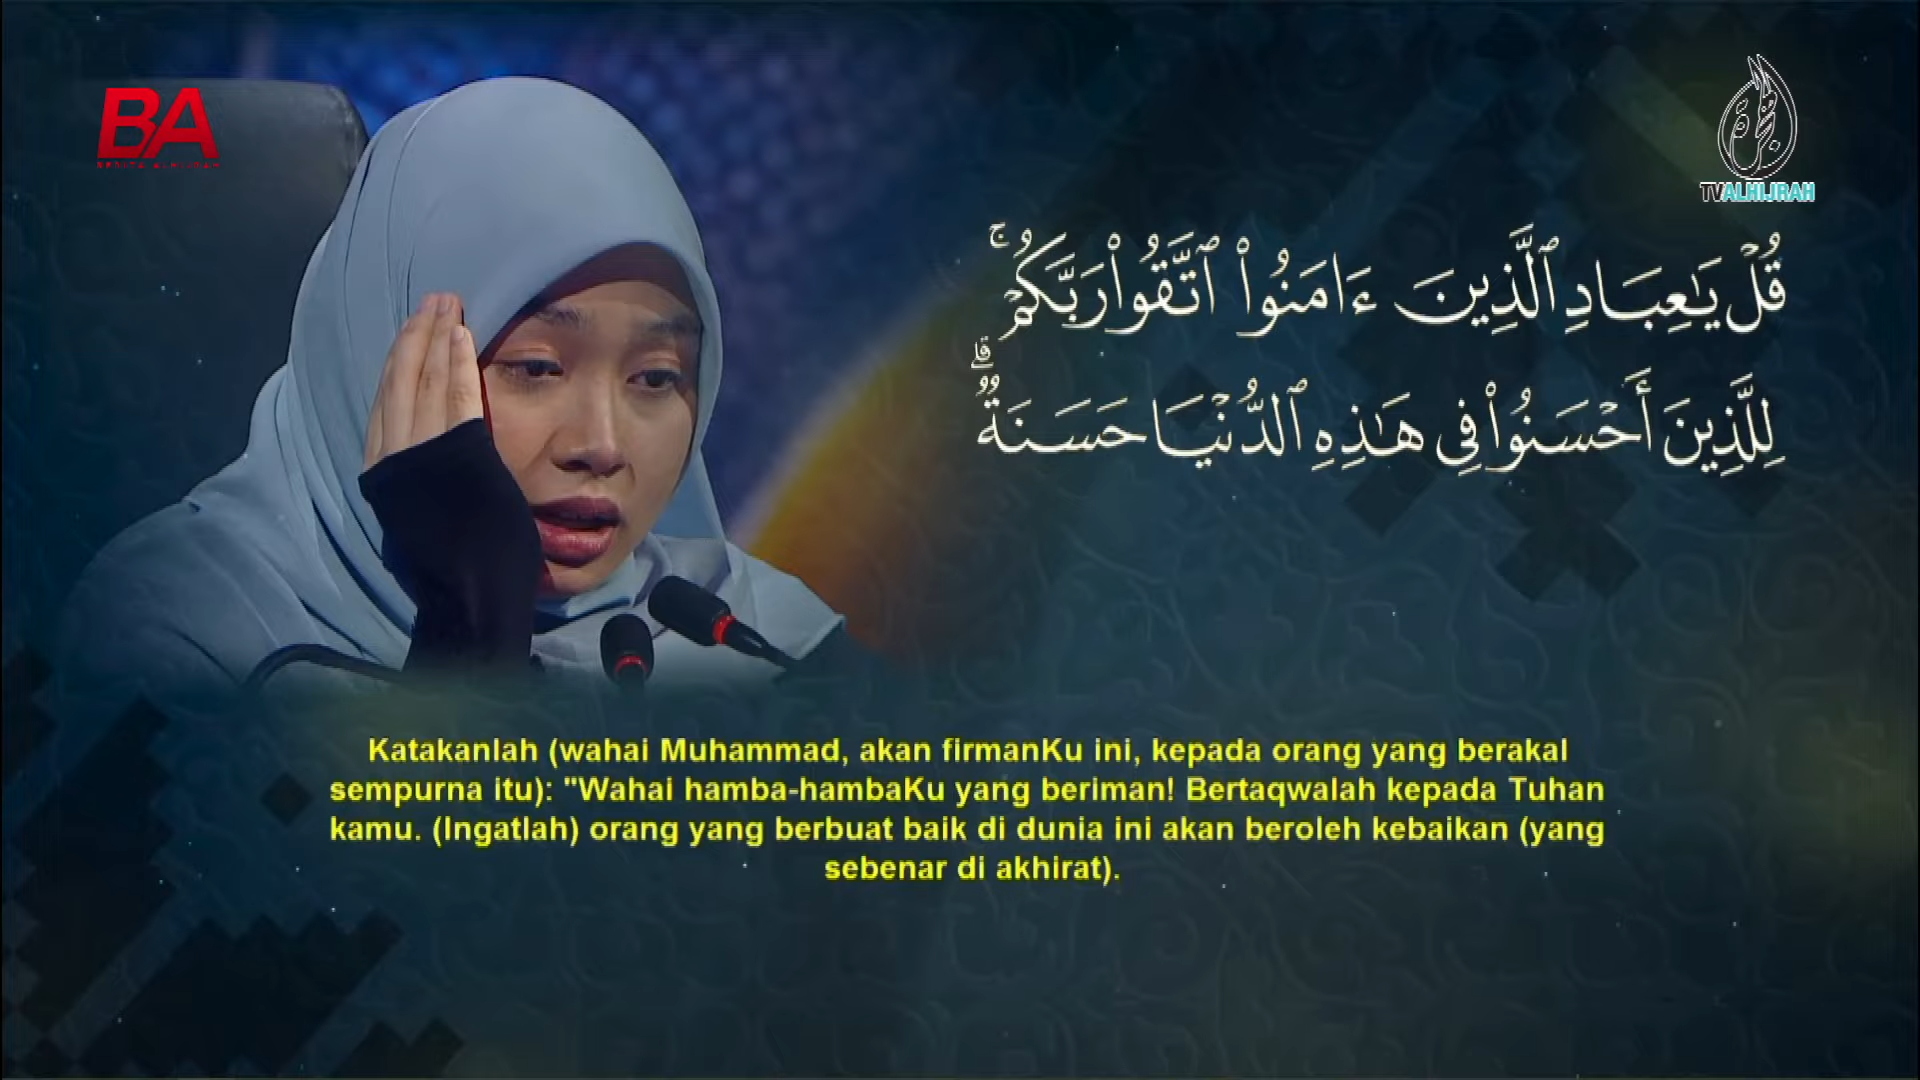 BA
BERITA ALHIJRAH
TVALHIJRAH
قُلْ يَـٰعِبَادِ ٱلَّذِينَ ءَامَنُوا۟ ٱتَّقُوا۟ رَبَّكُمْ ۚ
لِلَّذِينَ أَحْسَنُوا۟ فِى هَـٰذِهِ ٱلدُّنْيَا حَسَنَةٌ ۗ
Katakanlah (wahai Muhammad, akan firmanKu ini, kepada orang yang berakal
sempurna itu): "Wahai hamba-hambaKu yang beriman! Bertaqwalah kepada Tuhan
kamu. (Ingatlah) orang yang berbuat baik di dunia ini akan beroleh kebaikan (yang
sebenar di akhirat).